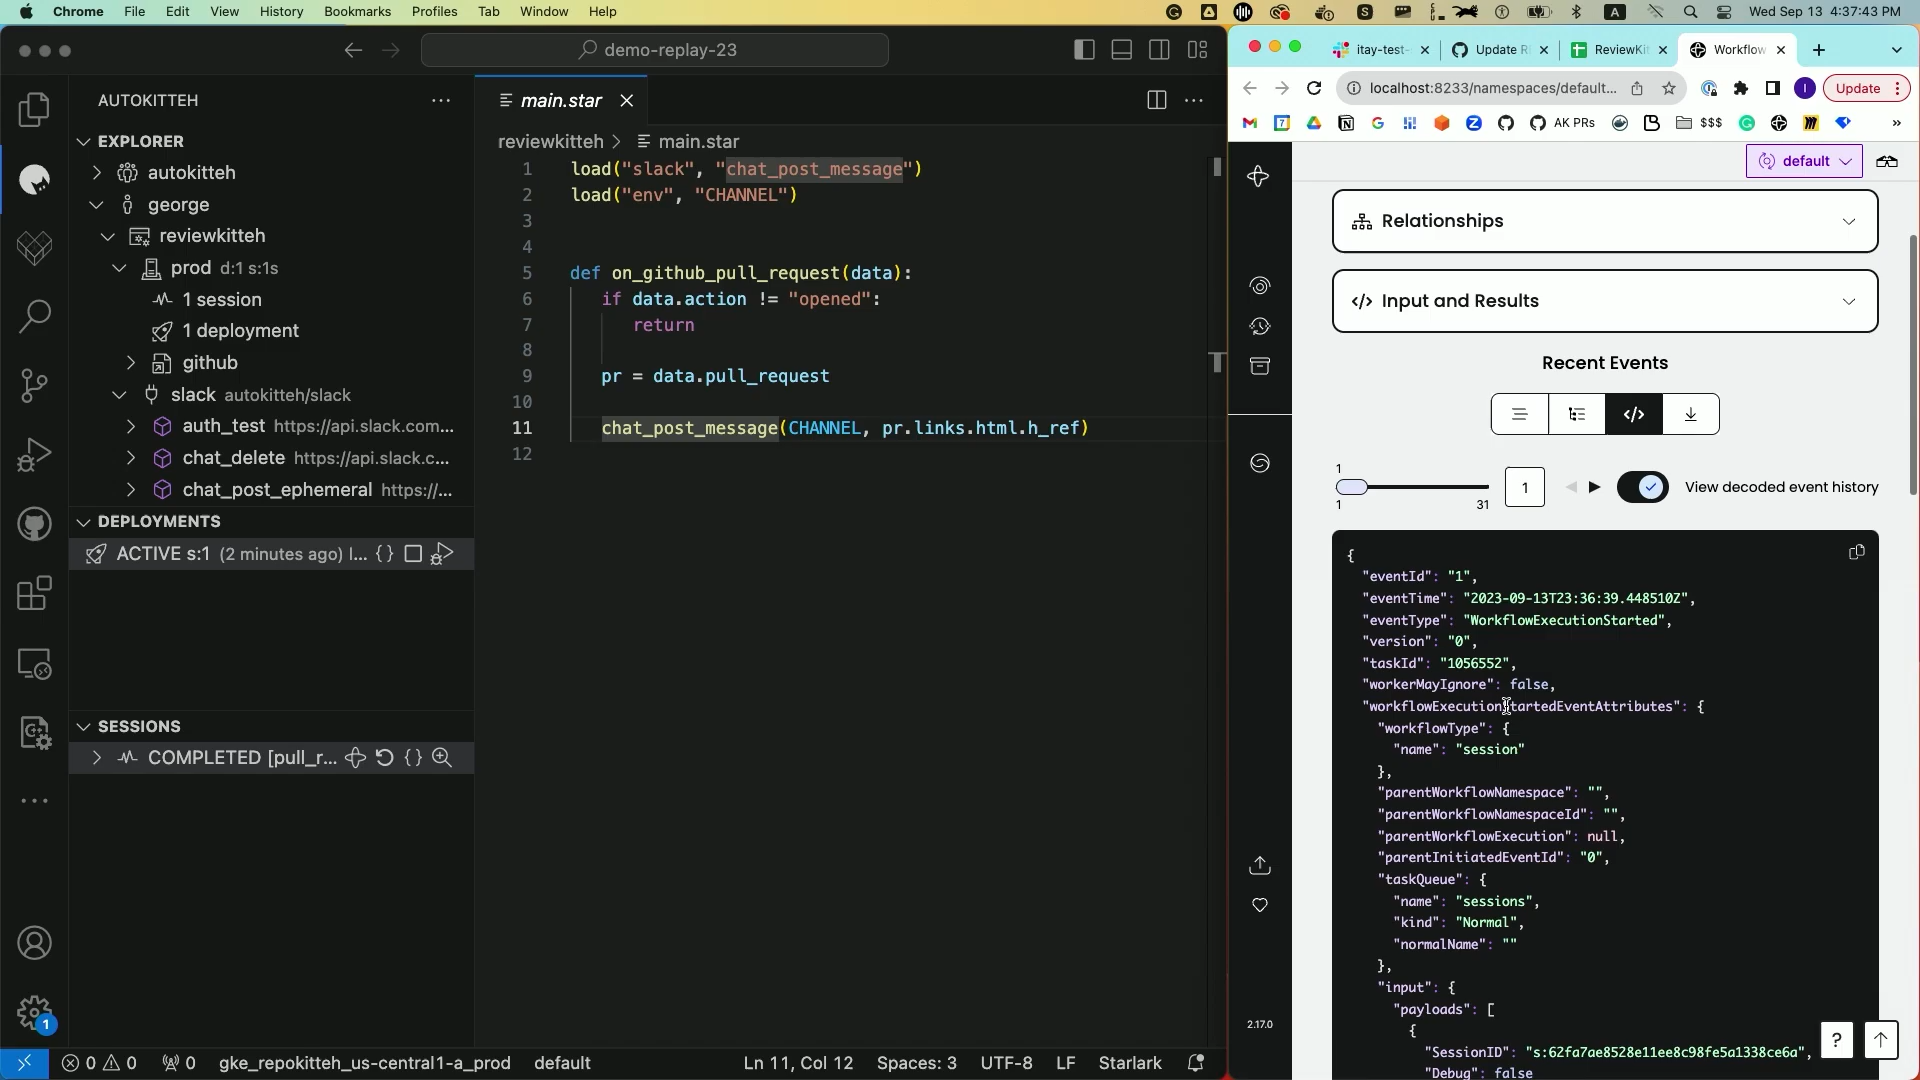 Chrome File Edit View History Bookmarks Profiles Tab Window Help
Wed Sep 13 4:37:43 PM
demo-replay-23
AUTOKITTEH
EXPLORER
autokitteh
george
reviewkitteh
prod d:1 s:1s
1 session
1 deployment
github
slack autokitteh/slack
auth_test https://api.slack.com...
chat_delete https://api.slack.c...
chat_post_ephemeral https://...
DEPLOYMENTS
ACTIVE s:1 (2 minutes ago) l... {}
SESSIONS
COMPLETED [pull_r... {}
1
main.star
reviewkitteh > main.star
1 load("slack", "chat_post_message")
2 load("env", "CHANNEL")
3
4
5 def on_github_pull_request(data):
6 if data.action != "opened":
7 return
8
9 pr = data.pull_request
10
11 chat_post_message(CHANNEL, pr.links.html.h_ref)
12
0 0 0 gke_repokitteh_us-central1-a_prod default
Ln 11, Col 12 Spaces: 3 UTF-8 LF Starlark
itay-test- Update R ReviewKi Workflow
localhost:8233/namespaces/default...
Update
AK PRs $$$ »
default
Relationships
Input and Results
Recent Events
1
1 31
1
View decoded event history
{
"eventId": "1",
"eventTime": "2023-09-13T23:36:39.448510Z",
"eventType": "WorkflowExecutionStarted",
"version": "0",
"taskId": "1056552",
"workerMayIgnore": false,
"workflowExecutionStartedEventAttributes": {
"workflowType": {
"name": "session"
},
"parentWorkflowNamespace": "",
"parentWorkflowNamespaceId": "",
"parentWorkflowExecution": null,
"parentInitiatedEventId": "0",
"taskQueue": {
"name": "sessions",
"kind": "Normal",
"normalName": ""
},
"input": {
"payloads": [
{
"SessionID": "s:62fa7ae8528e11ee8c98fe5a1338ce6a",
"Debug": false
2.17.0
?